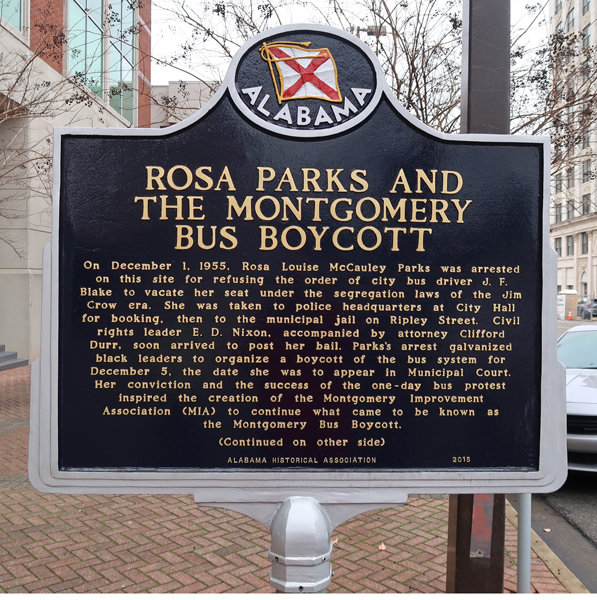 ALABAMA
ROSA PARKS AND
THE MONTGOMERY
BUS BOYCOTT
On December 1, 1955, Rosa Louise McCauley Parks was arrested
on this site for refusing the order of city bus driver J. F.
Blake to vacate her seat under the segregation laws of the Jim
Crow era. She was taken to police headquarters at City Hall
for booking, then to the municipal jail on Ripley Street. Civil
rights leader E. D. Nixon, accompanied by attorney Clifford
Durr, soon arrived to post her bail. Parks's arrest galvanized
black leaders to organize a boycott of the bus system for
December 5, the date she was to appear in Municipal Court.
Her conviction and the success of the one-day bus protest
inspired the creation of the Montgomery Improvement
Association (MIA) to continue what came to be known as
the Montgomery Bus Boycott.
(Continued on other side)
ALABAMA HISTORICAL ASSOCIATION 2015